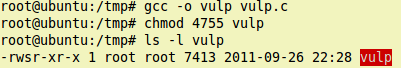 root@ubuntu:/tmp# gcc -o vulp vulp.c
root@ubuntu:/tmp# chmod 4755 vulp
root@ubuntu:/tmp# ls -l vulp
-rwsr-xr-x 1 root root 7413 2011-09-26 22:28 vulp